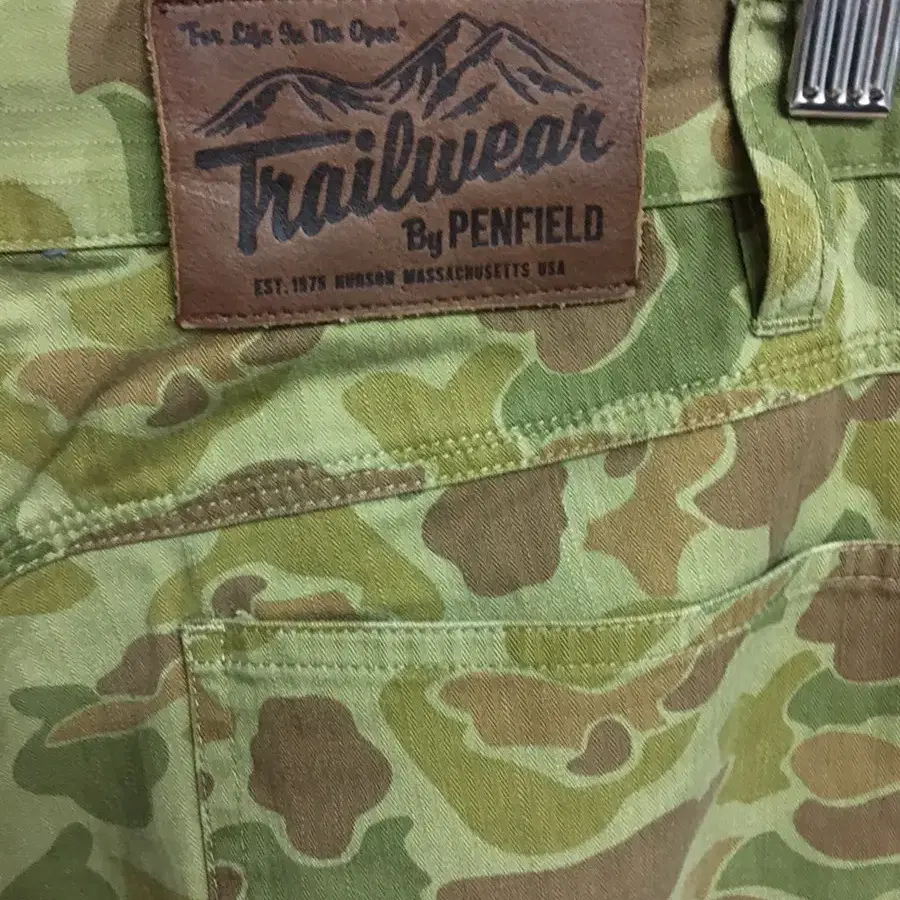 "For Life In The Open"
Trailwear
By PENFIELD
EST. 1975 HUDSON MASSACHUSETTS USA